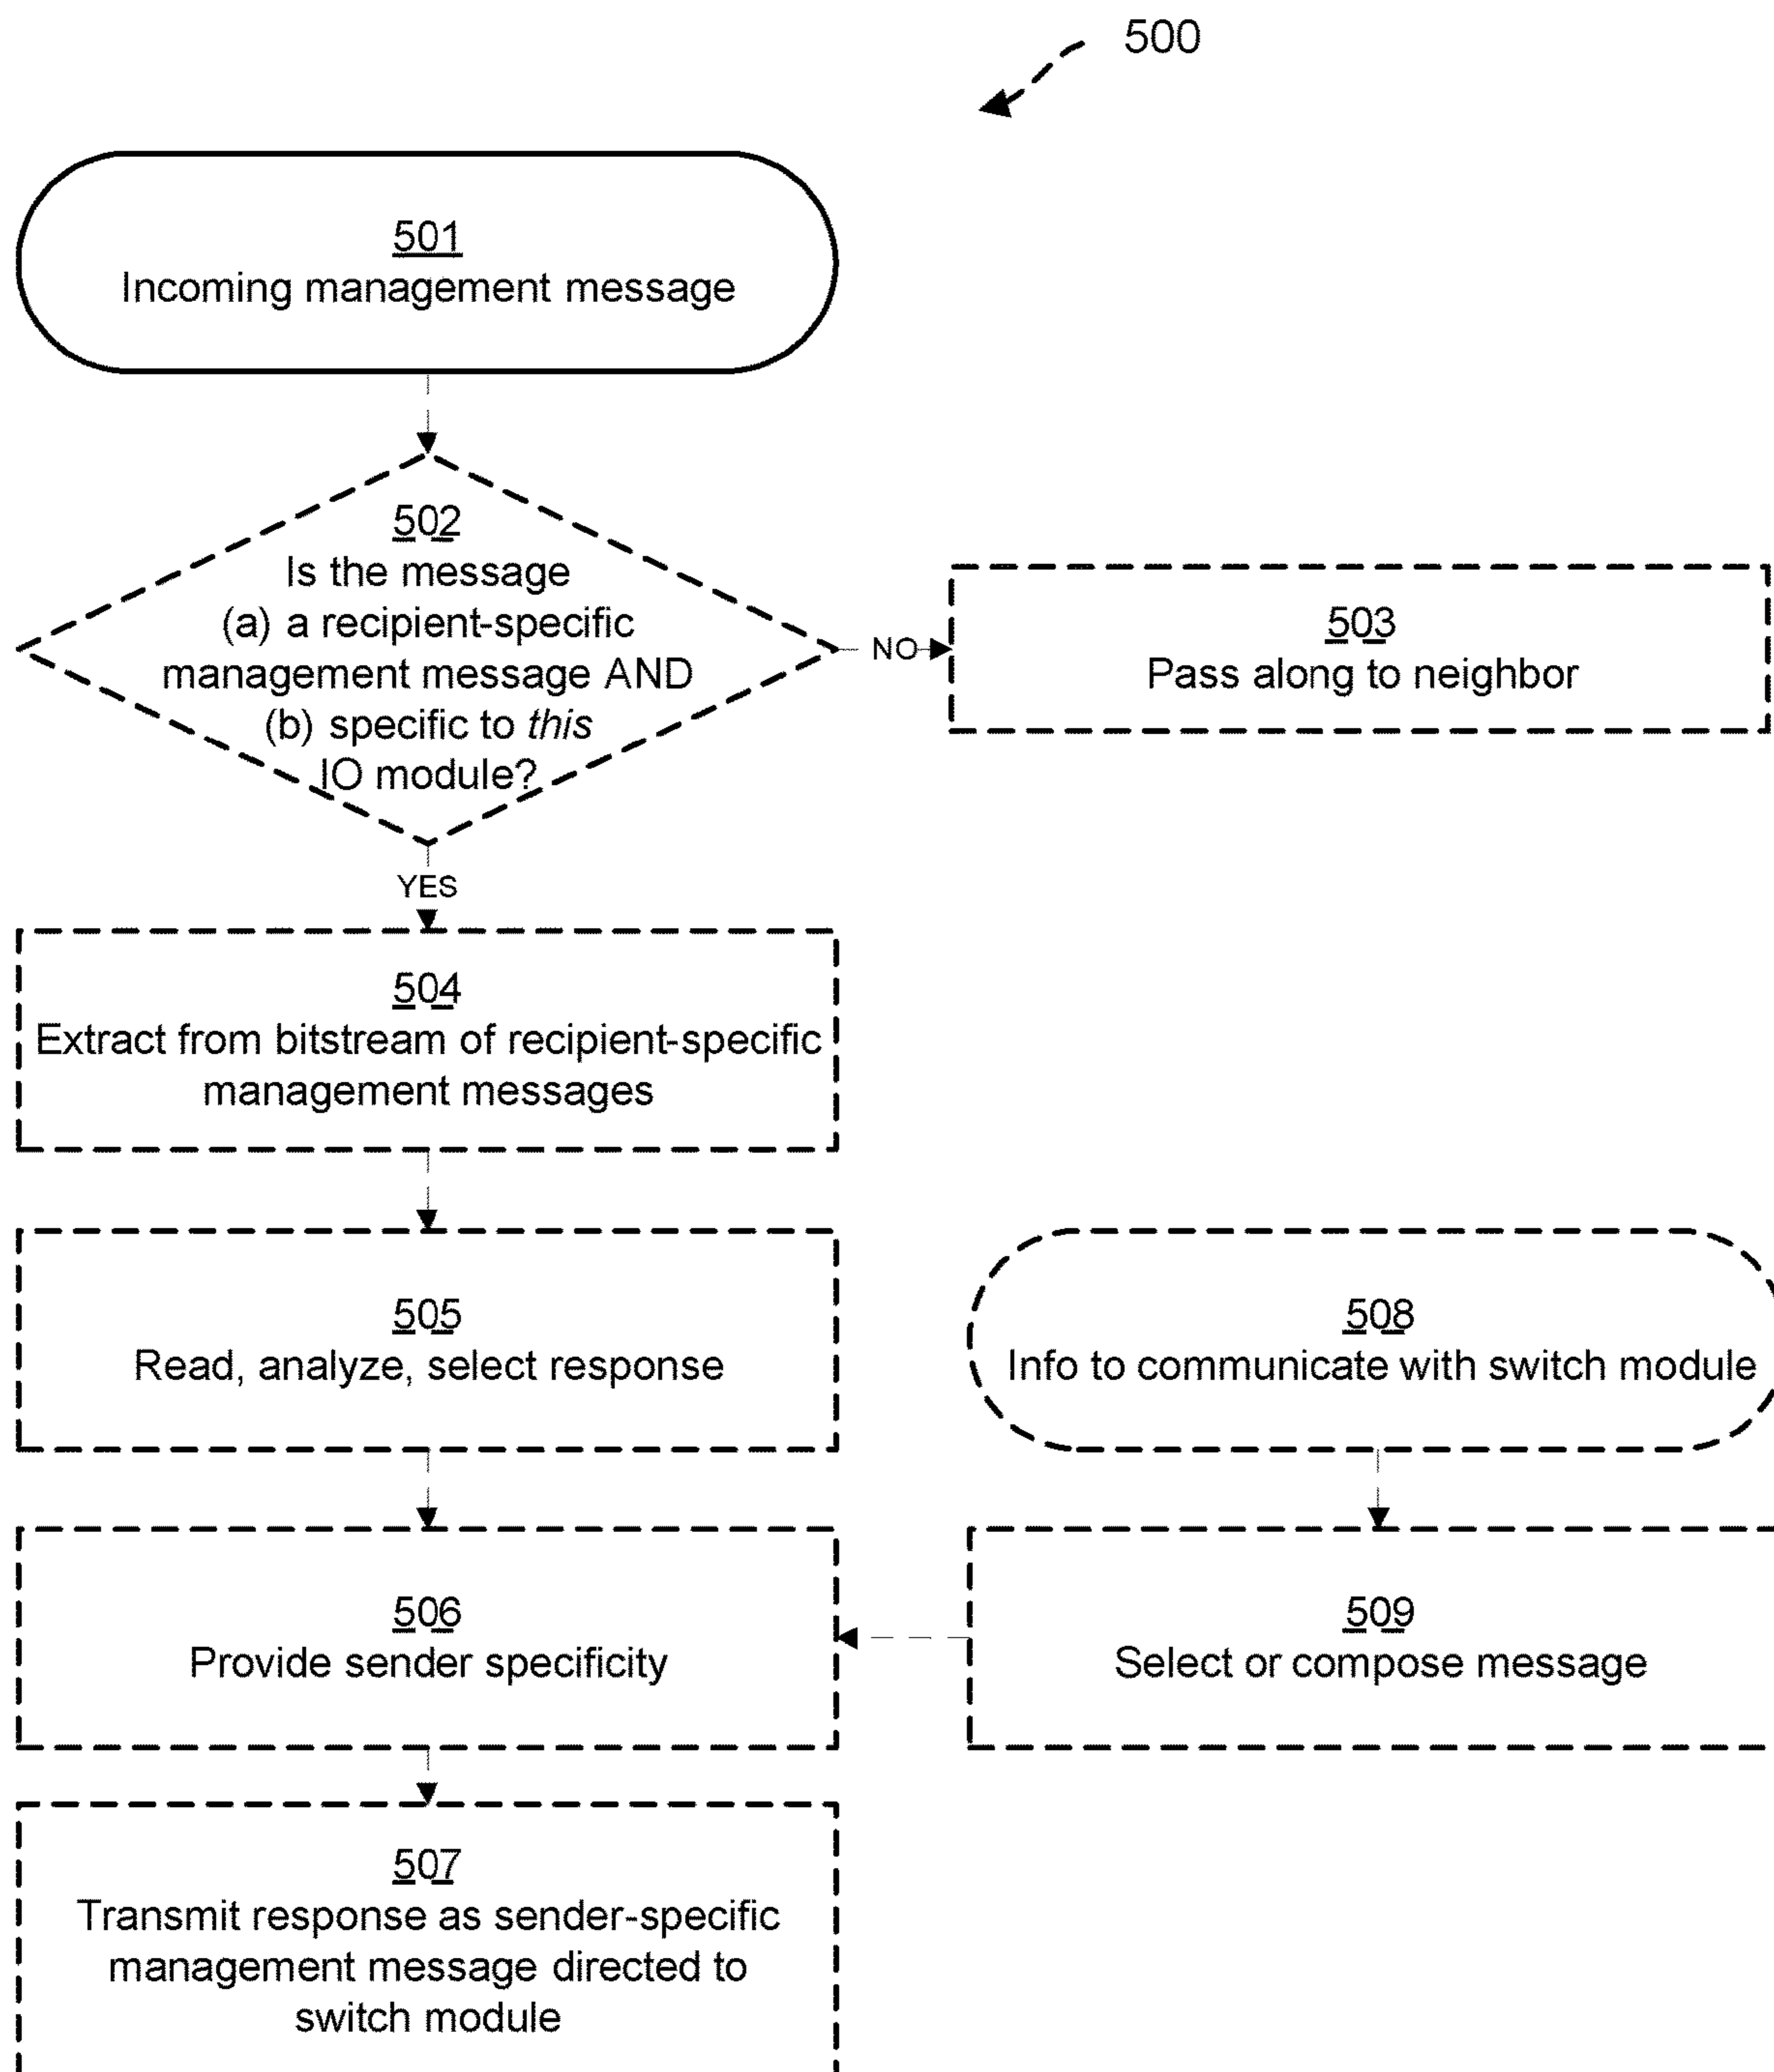 500
501
Incoming management message
502
Is the message
(a) a recipient-specific
management message AND
(b) specific to this
IO module?
NO
503
Pass along to neighbor
YES
504
Extract from bitstream of recipient-specific
management messages
505
Read, analyze, select response
508
Info to communicate with switch module
506
Provide sender specificity
509
Select or compose message
507
Transmit response as sender-specific
management message directed to
switch module